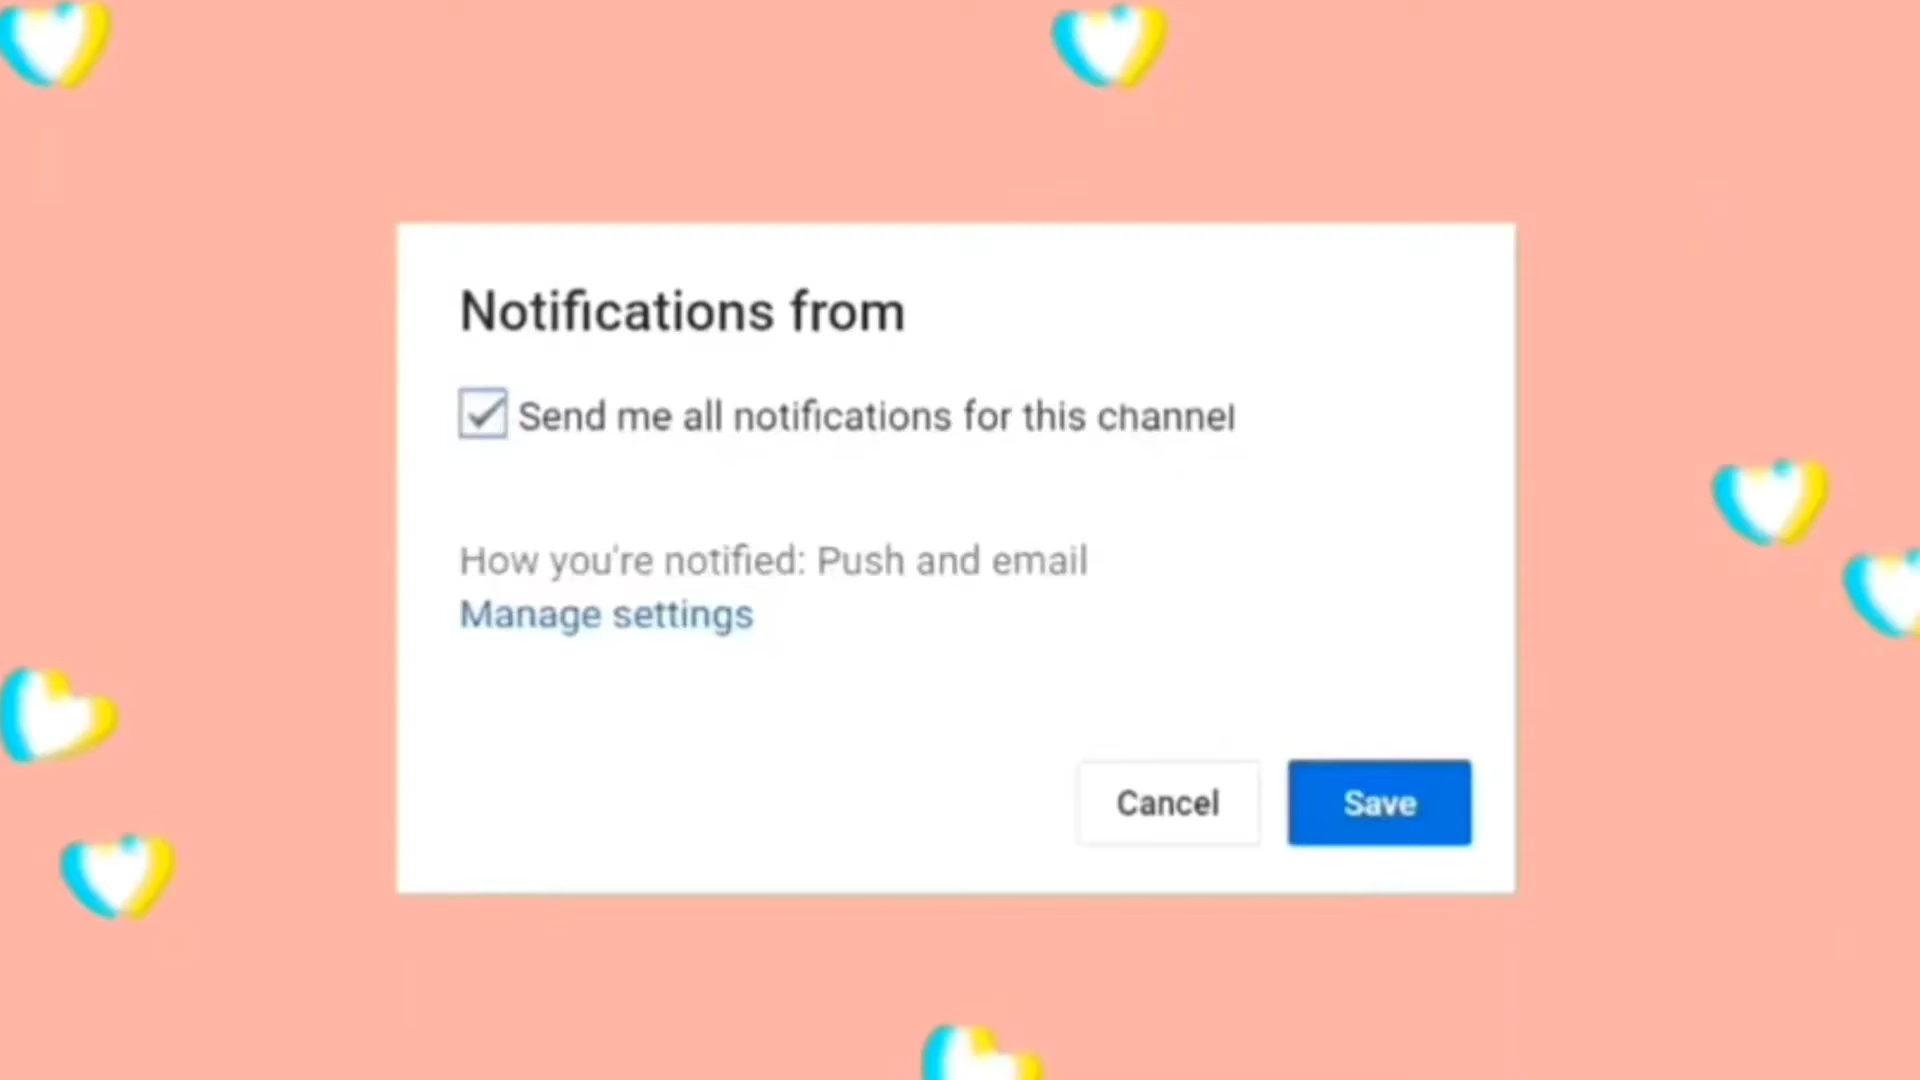 Notifications from
Send me all notifications for this channel
How you're notified: Push and email
Manage settings
Cancel
Save